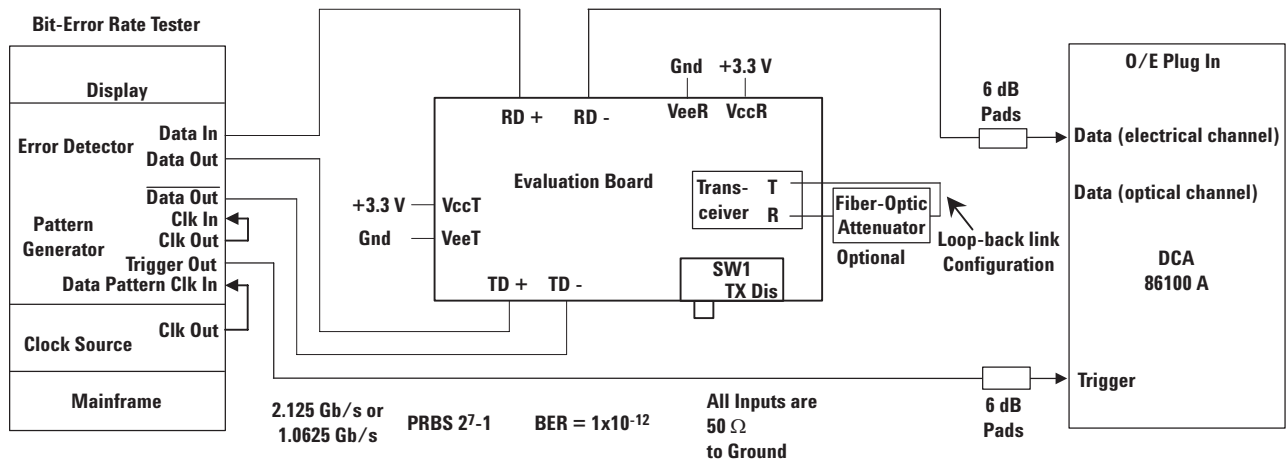 Bit-Error Rate Tester
Display
Error Detector
Data In
Data Out
Data Out
Clk In
Pattern
Generator
Clk Out
Trigger Out
Data Pattern Clk In
Clk Out
Clock Source
Mainframe
Gnd +3.3 V
RD + RD - VeeR VccR
Evaluation Board
+3.3 V VccT
Gnd VeeT
Trans-
ceiver
T
R
Fiber-Optic
Attenuator
Optional
Loop-back link
Configuration
SW1
TX Dis
TD + TD -
6 dB
Pads
O/E Plug In
Data (electrical channel)
Data (optical channel)
DCA
86100 A
Trigger
6 dB
Pads
2.125 Gb/s or
1.0625 Gb/s
PRBS 2⁷-1
BER = 1x10⁻¹²
All Inputs are
50 Ω
to Ground